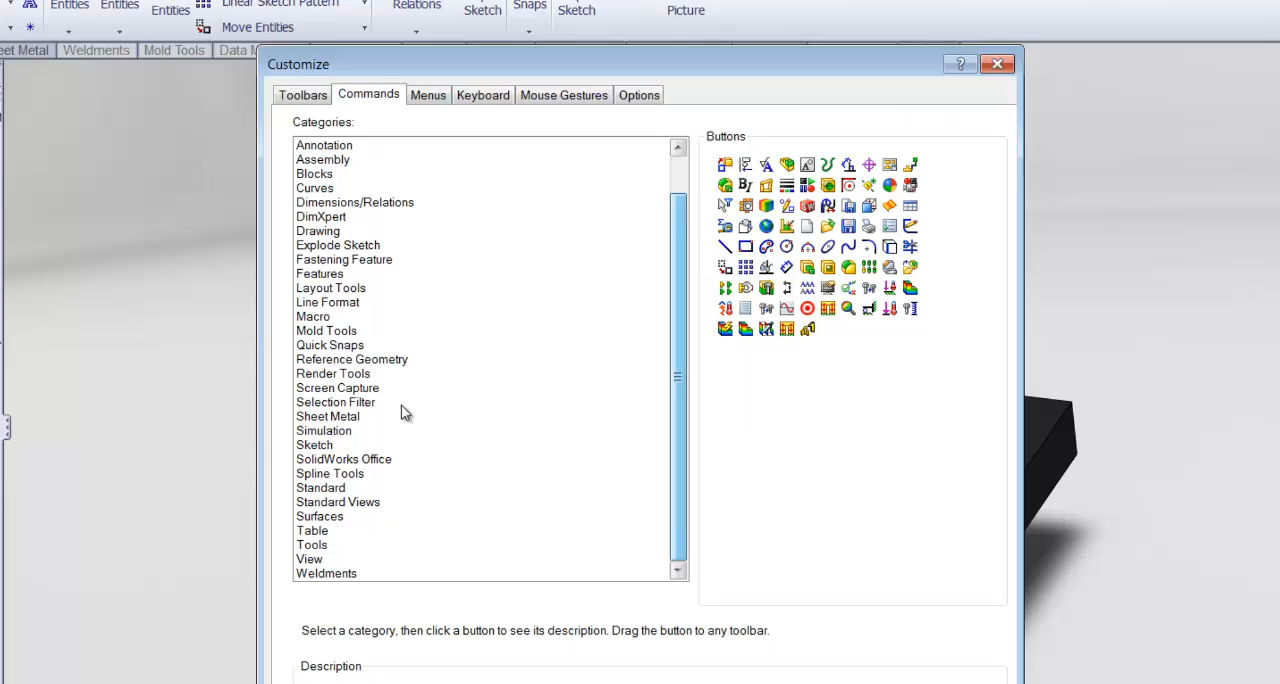 Entities Entities Entities Linear Sketch Pattern Relations Sketch Snaps Sketch Picture
Move Entities
eet Metal Weldments Mold Tools Data M
Customize
Toolbars Commands Menus Keyboard Mouse Gestures Options
Categories:
Buttons
Annotation
Assembly
Blocks
Curves
Dimensions/Relations
DimXpert
Drawing
Explode Sketch
Fastening Feature
Features
Layout Tools
Line Format
Macro
Mold Tools
Quick Snaps
Reference Geometry
Render Tools
Screen Capture
Selection Filter
Sheet Metal
Simulation
Sketch
SolidWorks Office
Spline Tools
Standard
Standard Views
Surfaces
Table
Tools
View
Weldments
Select a category, then click a button to see its description. Drag the button to any toolbar.
Description